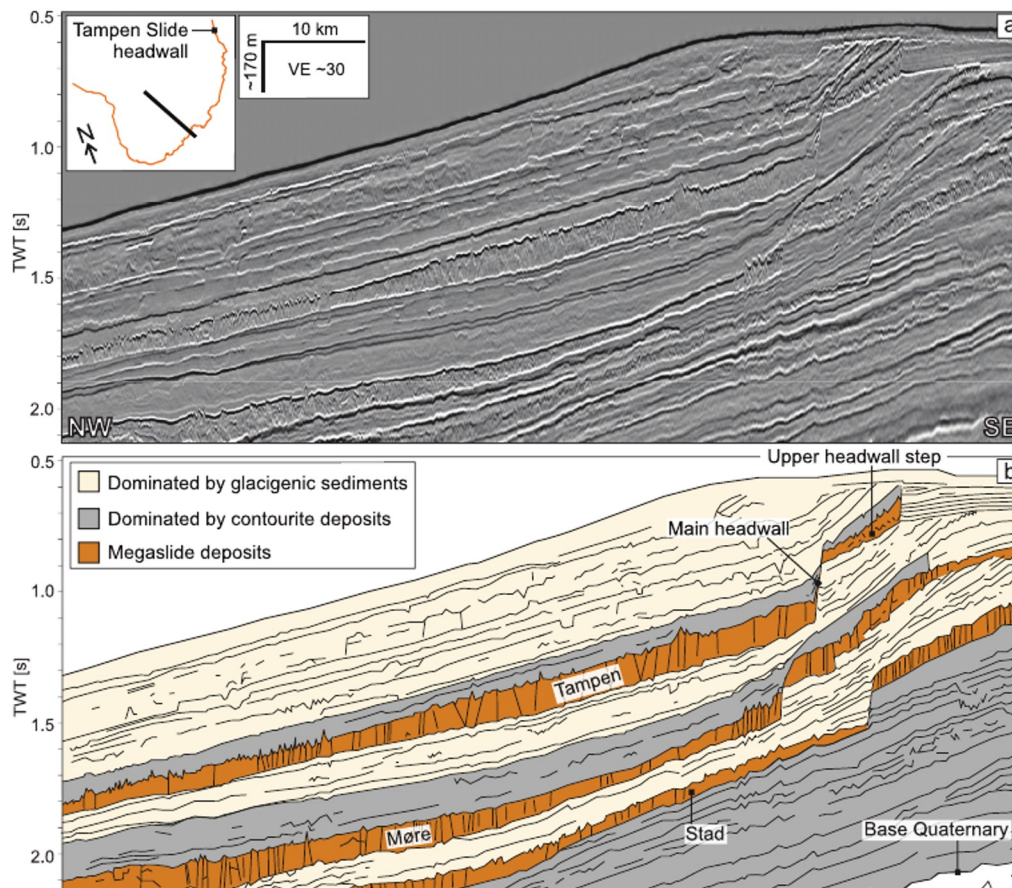 0.5
Tampen Slide
headwall
N
10 km
~170 m
VE ~30
a
1.0
TWT [s]
1.5
2.0
NW
SE
0.5
Upper headwall step
b
Dominated by glacigenic sediments
Dominated by contourite deposits
Megaslide deposits
Main headwall
1.0
TWT [s]
Tampen
1.5
Møre
Stad
Base Quaternary
2.0